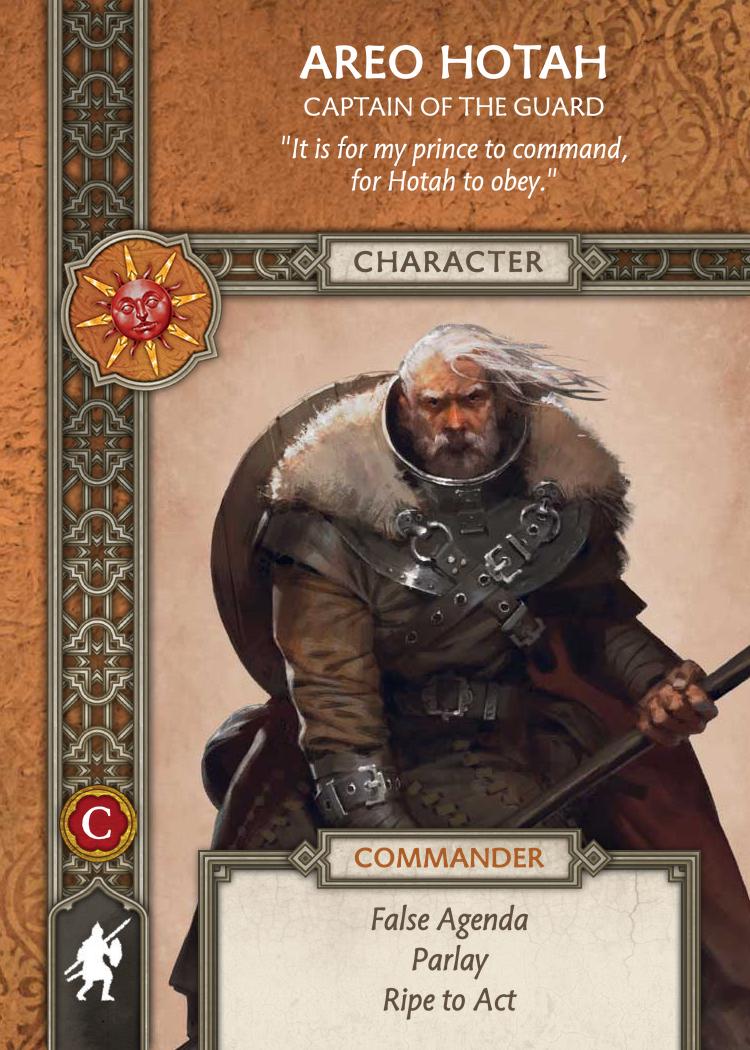 AREO HOTAH
CAPTAIN OF THE GUARD
"It is for my prince to command,
for Hotah to obey."
CHARACTER
C
COMMANDER
False Agenda
Parlay
Ripe to Act